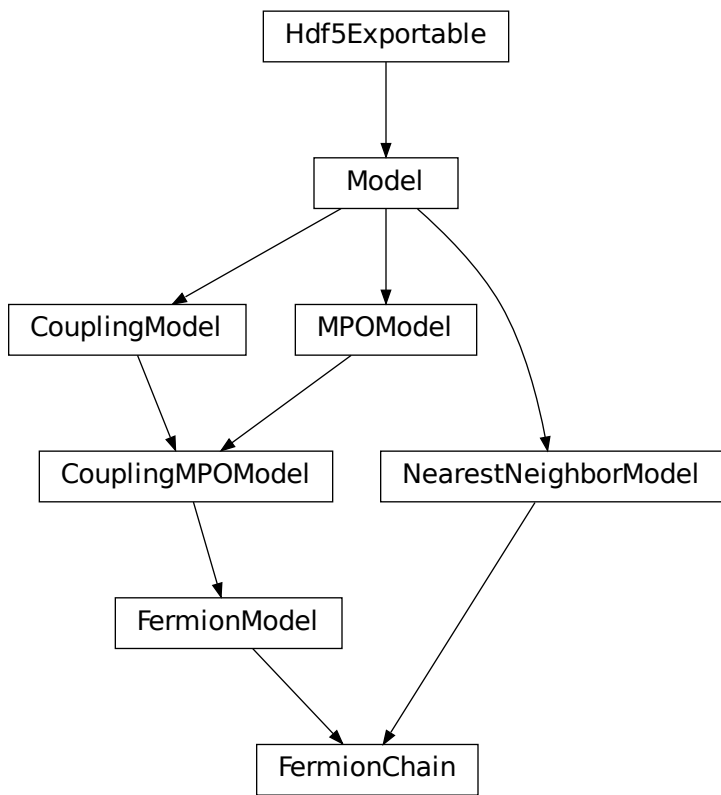 Hdf5Exportable
Model
CouplingModel
MPOModel
CouplingMPOModel
NearestNeighborModel
FermionModel
FermionChain